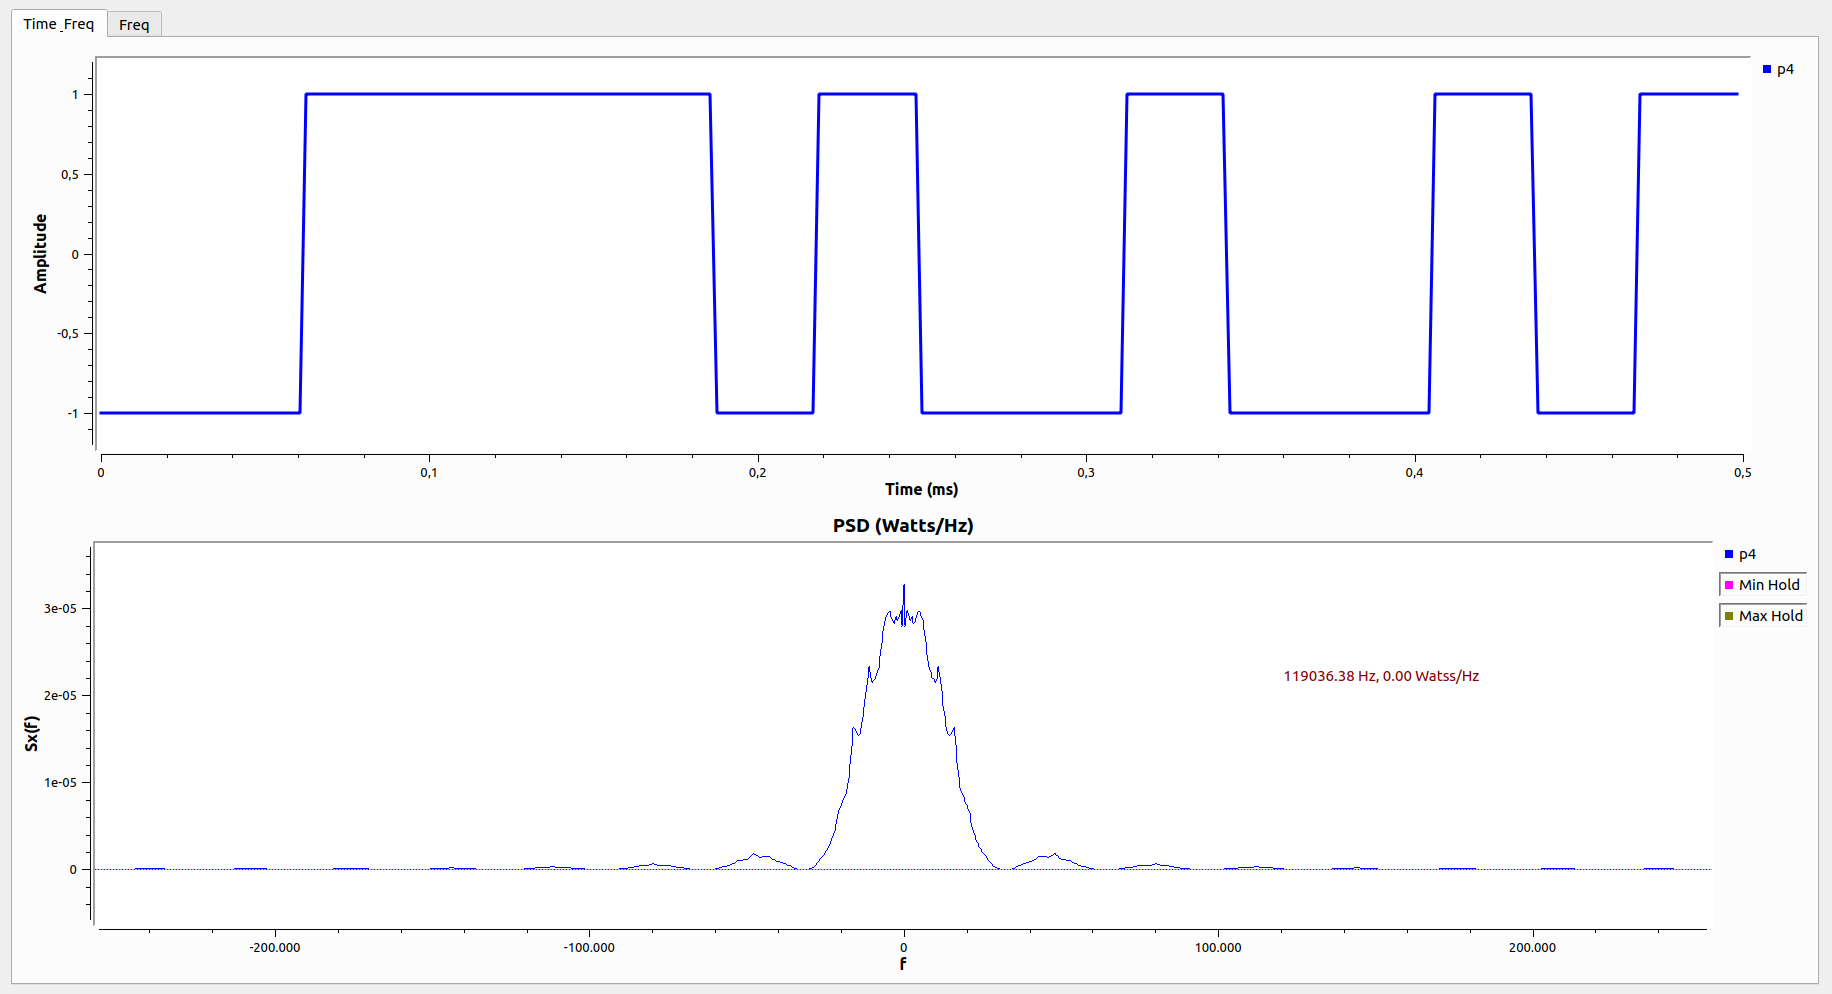 Time_Freq
Freq
p4
Amplitude
1
0,5
0
-0,5
-1
0
0,1
0,2
0,3
0,4
0,5
Time (ms)
PSD (Watts/Hz)
p4
Min Hold
Max Hold
119036.38 Hz, 0.00 Watss/Hz
Sx(f)
3e-05
2e-05
1e-05
0
-200.000
-100.000
0
100.000
200.000
f